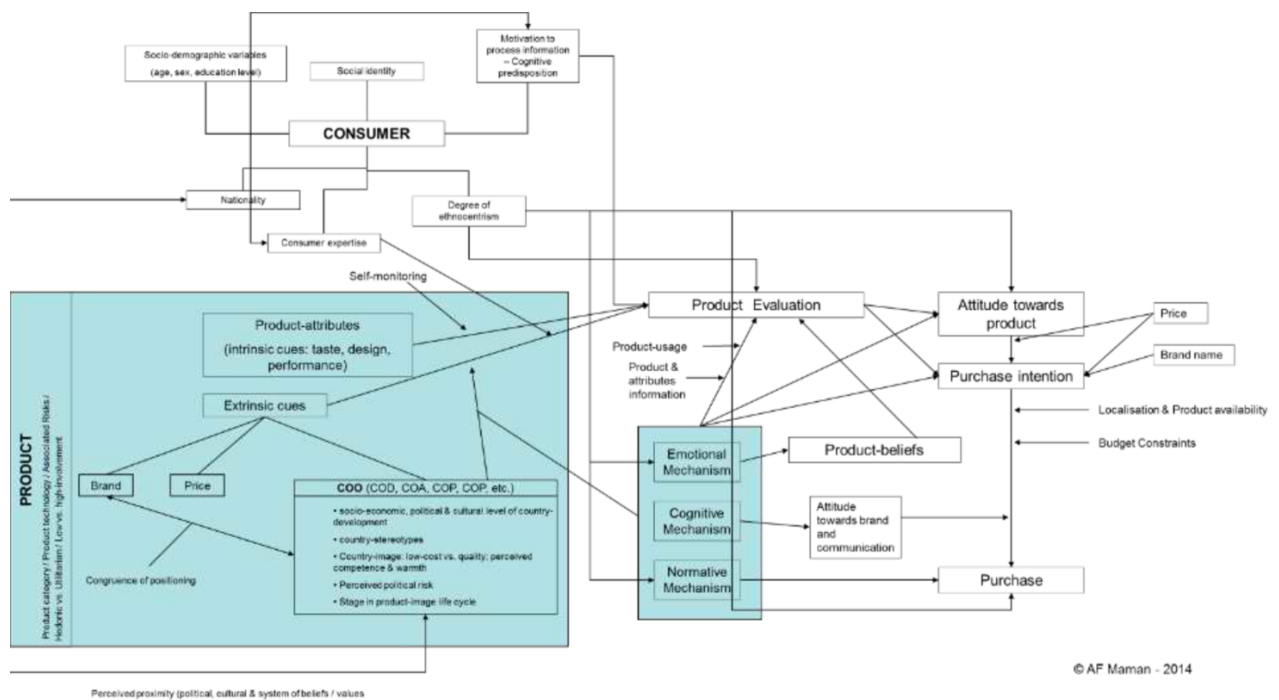 Socio-demographic variables
(age, sex, education level)
Social identity
Motivation to
process information
– Cognitive
predisposition
CONSUMER
Nationality
Degree of
ethnocentrism
Consumer expertise
Self-monitoring
PRODUCT
Product category / Product technology / Associated Risks /
Hedonic vs. Utilitarian / Low vs. high-involvement
Product-attributes
(intrinsic cues: taste, design,
performance)
Extrinsic cues
Brand
Price
COO (COD, COA, COP, COP, etc.)
• socio-economic, political & cultural level of country-
development
• country-stereotypes
• Country-image: low-cost vs. quality; perceived
competence & warmth
• Perceived political risk
• Stage in product-image life cycle
Congruence of positioning
Product Evaluation
Product-usage
Product &
attributes
information
Emotional
Mechanism
Cognitive
Mechanism
Normative
Mechanism
Product-beliefs
Attitude
towards brand
and
communication
Attitude towards
product
Price
Brand name
Purchase intention
Localisation & Product availability
Budget Constraints
Purchase
© AF Maman - 2014
Perceived proximity (political, cultural & system of beliefs / values